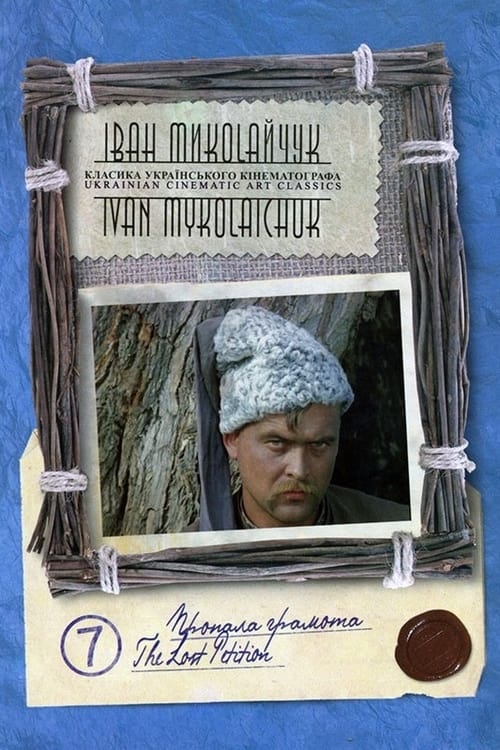 ІВАН МИКОЛАЙЧУК
КЛАСИКА УКРАЇНСЬКОГО КІНЕМАТОГРАФА
UKRAINIAN CINEMATIC ART CLASSICS
IVAN MYKOLAICHUK
7
Пропала грамота
The Lost Petition